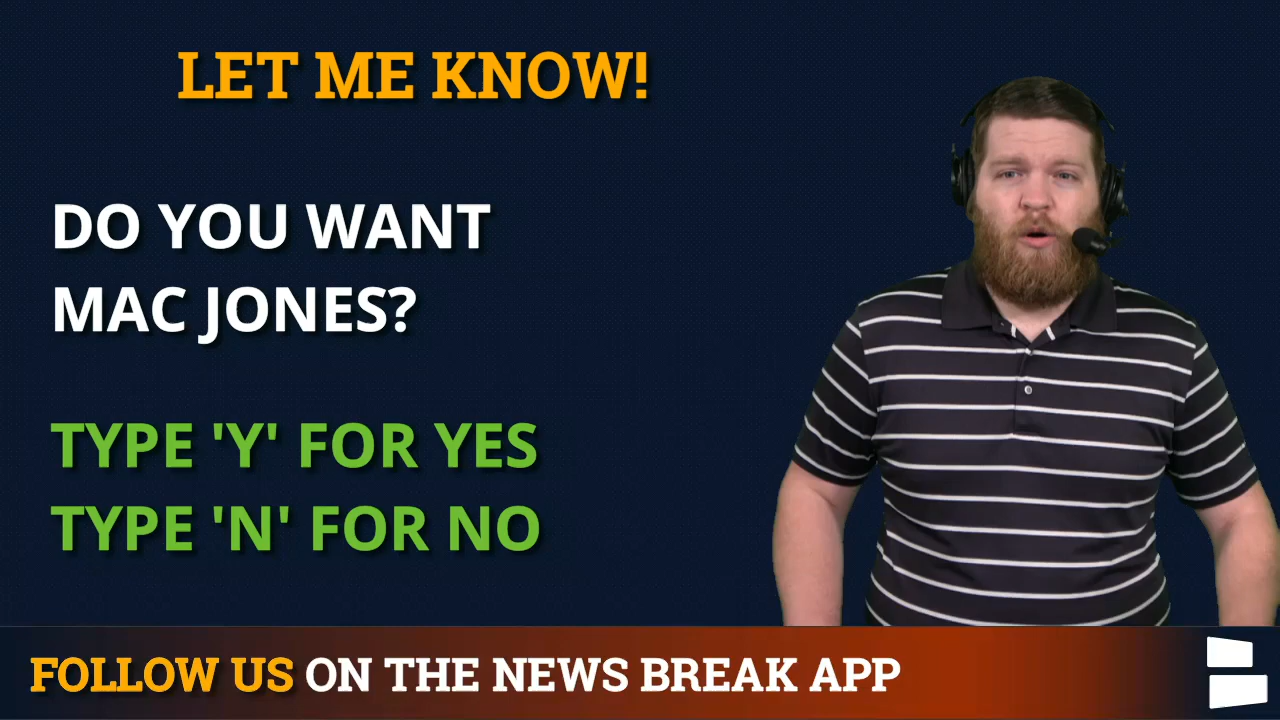 LET ME KNOW!
DO YOU WANT
MAC JONES?
TYPE 'Y' FOR YES
TYPE 'N' FOR NO
FOLLOW US ON THE NEWS BREAK APP